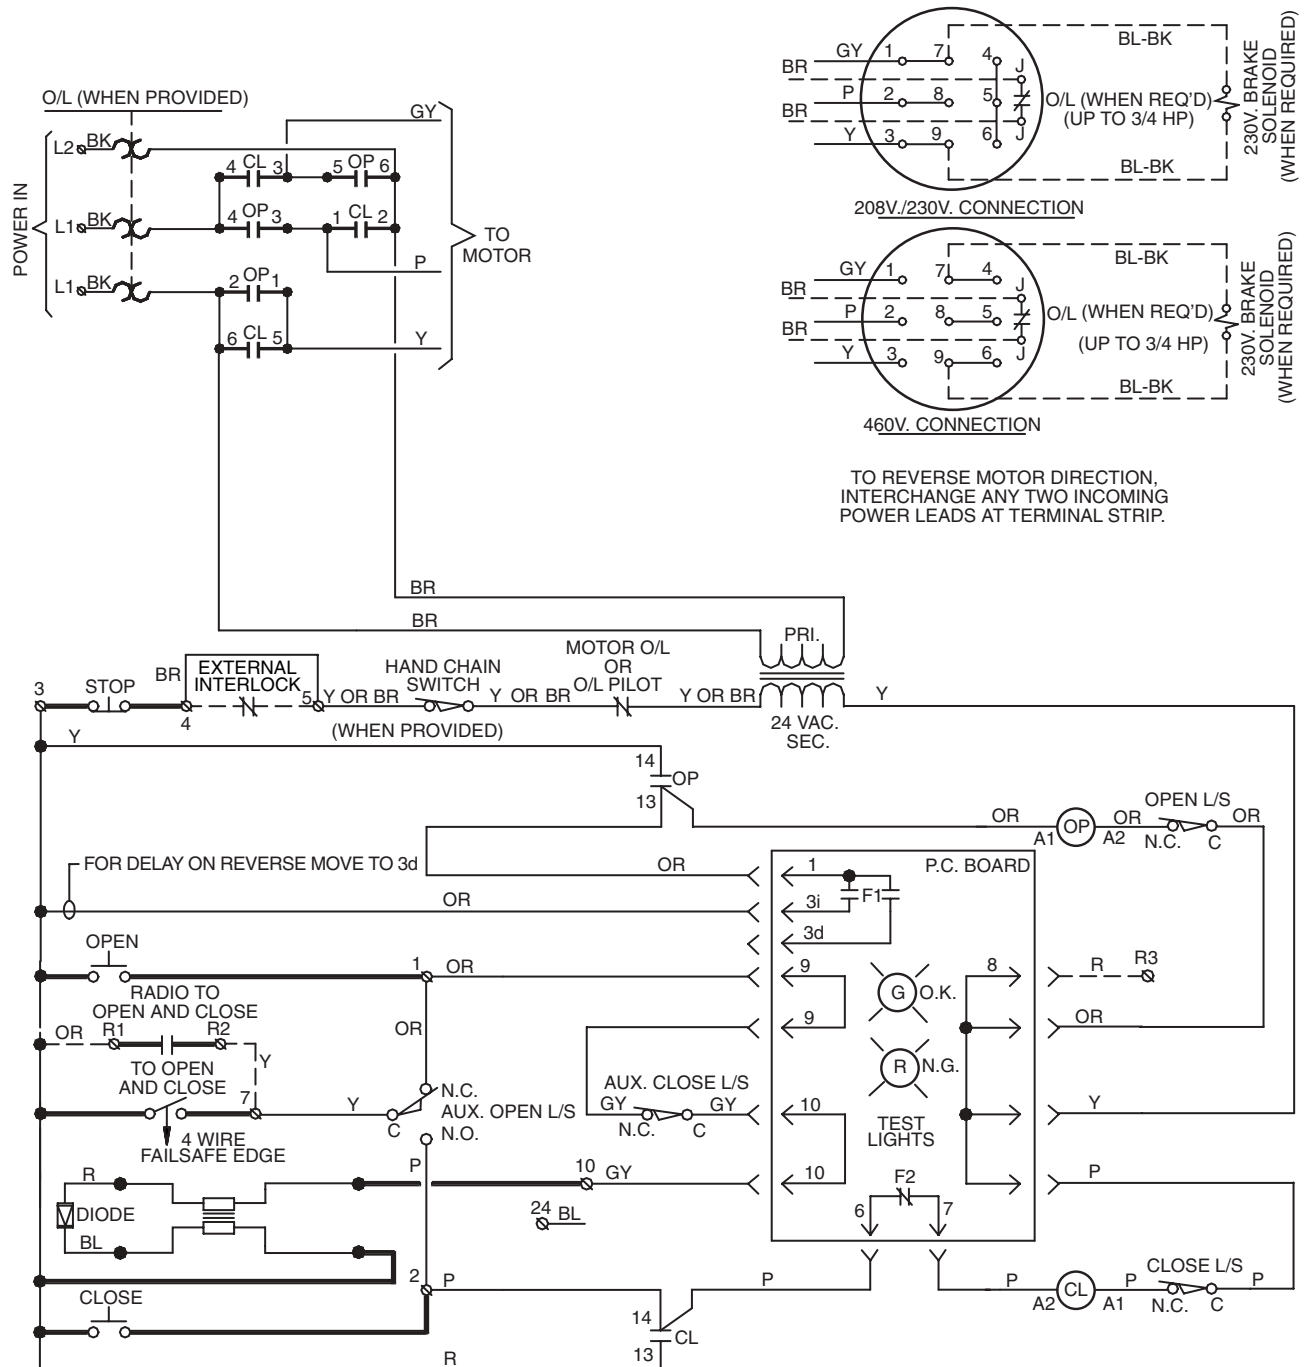 O/L (WHEN PROVIDED)
POWER IN
L2 BK
L1 BK
L1 BK
GY
4 CL 3
5 OP 6
4 OP 3
1 CL 2
P
2 OP 1
6 CL 5
Y
TO
MOTOR
BL-BK
GY 1 7 4
BR
J
P 2 8 5
BR
J
Y 3 9 6
O/L (WHEN REQ'D)
(UP TO 3/4 HP)
BL-BK
230V. BRAKE
SOLENOID
(WHEN REQUIRED)
208V./230V. CONNECTION
BL-BK
GY 1 7 4
BR
J
P 2 8 5
BR
J
Y 3 9 6
O/L (WHEN REQ'D)
(UP TO 3/4 HP)
BL-BK
230V. BRAKE
SOLENOID
(WHEN REQUIRED)
460V. CONNECTION
TO REVERSE MOTOR DIRECTION,
INTERCHANGE ANY TWO INCOMING
POWER LEADS AT TERMINAL STRIP.
BR
BR
PRI.
24 VAC.
SEC.
3
STOP
BR
4
EXTERNAL
INTERLOCK
5
Y OR BR
HAND CHAIN
SWITCH
(WHEN PROVIDED)
Y OR BR
MOTOR O/L
OR
O/L PILOT
Y OR BR
Y
Y
14
OP
13
OR
A1
OP
A2
OR
OPEN L/S
N.C. C
OR
FOR DELAY ON REVERSE MOVE TO 3d
OR
OR
P.C. BOARD
1
F1
3i
3d
OPEN
1
OR
9
9
G O.K.
R N.G.
TEST
LIGHTS
8
R
R3
OR
RADIO TO
OPEN AND CLOSE
OR
R1
R2
Y
OR
TO OPEN
AND CLOSE
7
Y
C
N.C.
AUX. OPEN L/S
N.O.
AUX. CLOSE L/S
GY
GY
N.C. C
10
10
Y
4 WIRE
FAILSAFE EDGE
P
10
GY
P
R
DIODE
BL
24
BL
F2
6 7
2
P
P
P
A2
CL
A1
P
CLOSE L/S
N.C. C
P
CLOSE
14
CL
13
R